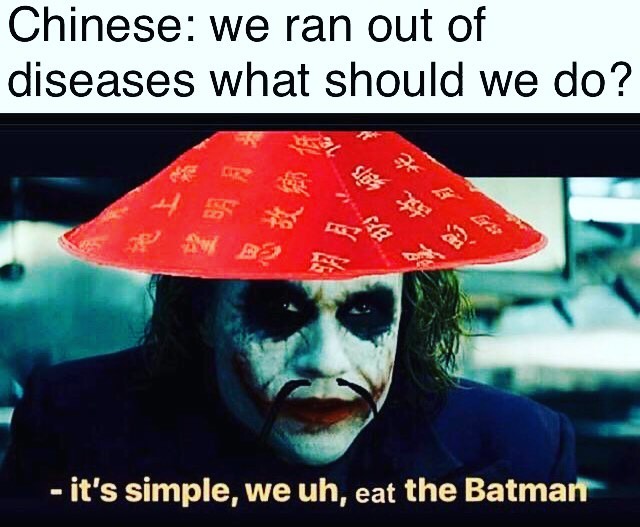 Chinese: we ran out of
diseases what should we do?
- it's simple, we uh, eat the Batman